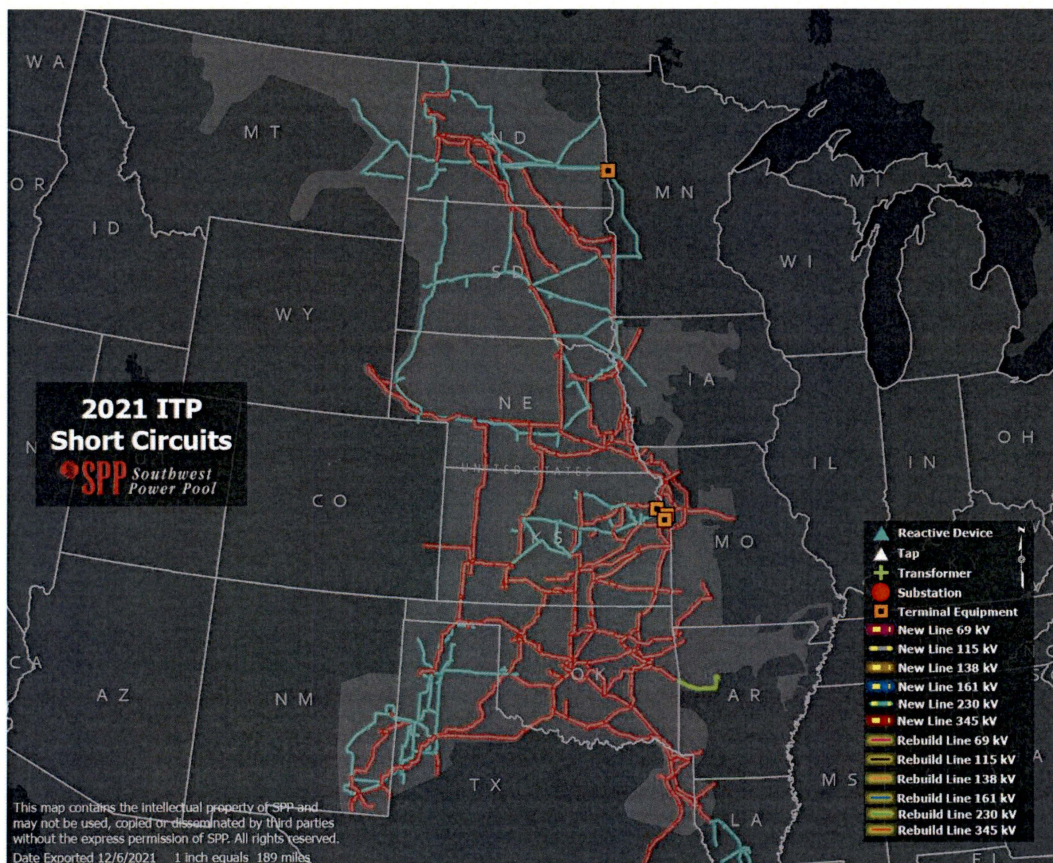 WA
MT
ND
MN
MI
OR
ID
SD
WI
WY
IA
NE
2021 ITP
Short Circuits
SPP Southwest
Power Pool
UNITED STATES
IL
IN
OH
CO
KS
MO
CA
AZ
NM
OK
AR
TX
MS
LA
Reactive Device
Tap
Transformer
Substation
Terminal Equipment
New Line 69 kV
New Line 115 kV
New Line 138 kV
New Line 161 kV
New Line 230 kV
New Line 345 kV
Rebuild Line 69 kV
Rebuild Line 115 kV
Rebuild Line 138 kV
Rebuild Line 161 kV
Rebuild Line 230 kV
Rebuild Line 345 kV
This map contains the intellectual property of SPP and
may not be used, copied or disseminated by third parties
without the express permission of SPP. All rights reserved.
Date Exported 12/6/2021 1 inch equals 189 miles